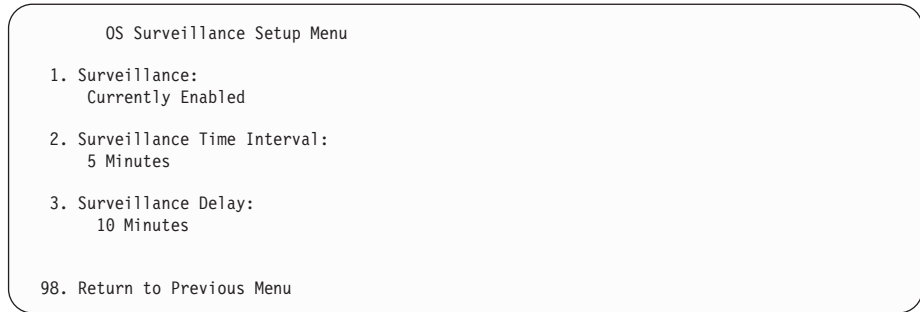 OS Surveillance Setup Menu
1. Surveillance:
Currently Enabled
2. Surveillance Time Interval:
5 Minutes
3. Surveillance Delay:
10 Minutes
98. Return to Previous Menu